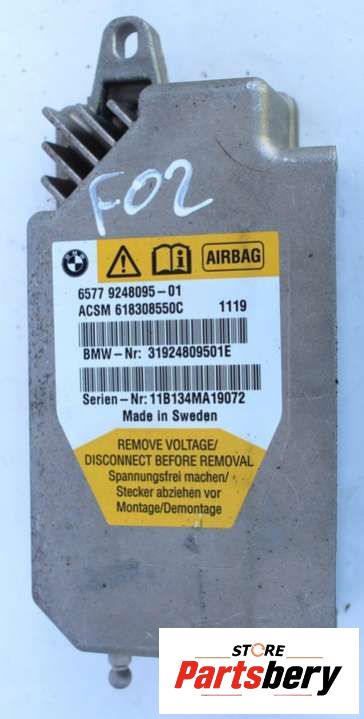 F02
BMW
AIRBAG
6577 9248095-01
ACSM 618308550C 1119
BMW-Nr: 31924809501E
Serien-Nr: 11B134MA19072
Made in Sweden
REMOVE VOLTAGE/
DISCONNECT BEFORE REMOVAL
Spannungsfrei machen/
Stecker abziehen vor
Montage/Demontage
STORE
Partsbery